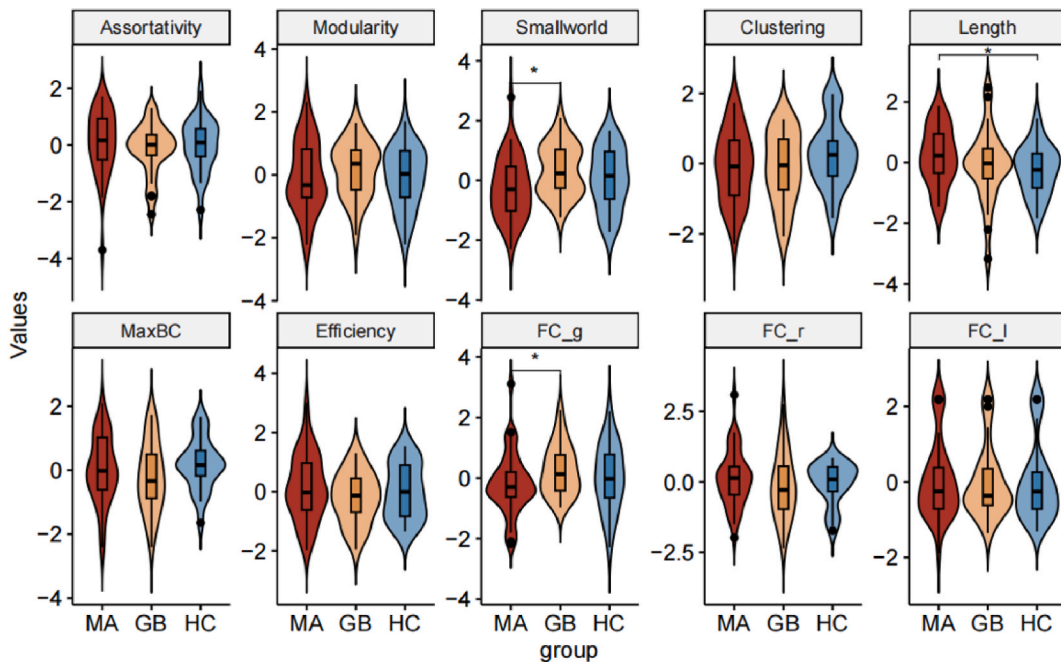 Assortativity Modularity Smallworld Clustering Length
2 0 −2 −4
4 2 0 −2 −4
4 2 0 −2 −4
2 0 −2
4 2 0 −2 −4
* * 
Values
MaxBC Efficiency FC_g FC_r FC_l
2 0 −2 −4
4 2 0 −2
4 2 0 −2 −4
2.5 0.0 −2.5
2 0 −2
*
MA GB HC MA GB HC MA GB HC MA GB HC MA GB HC
group